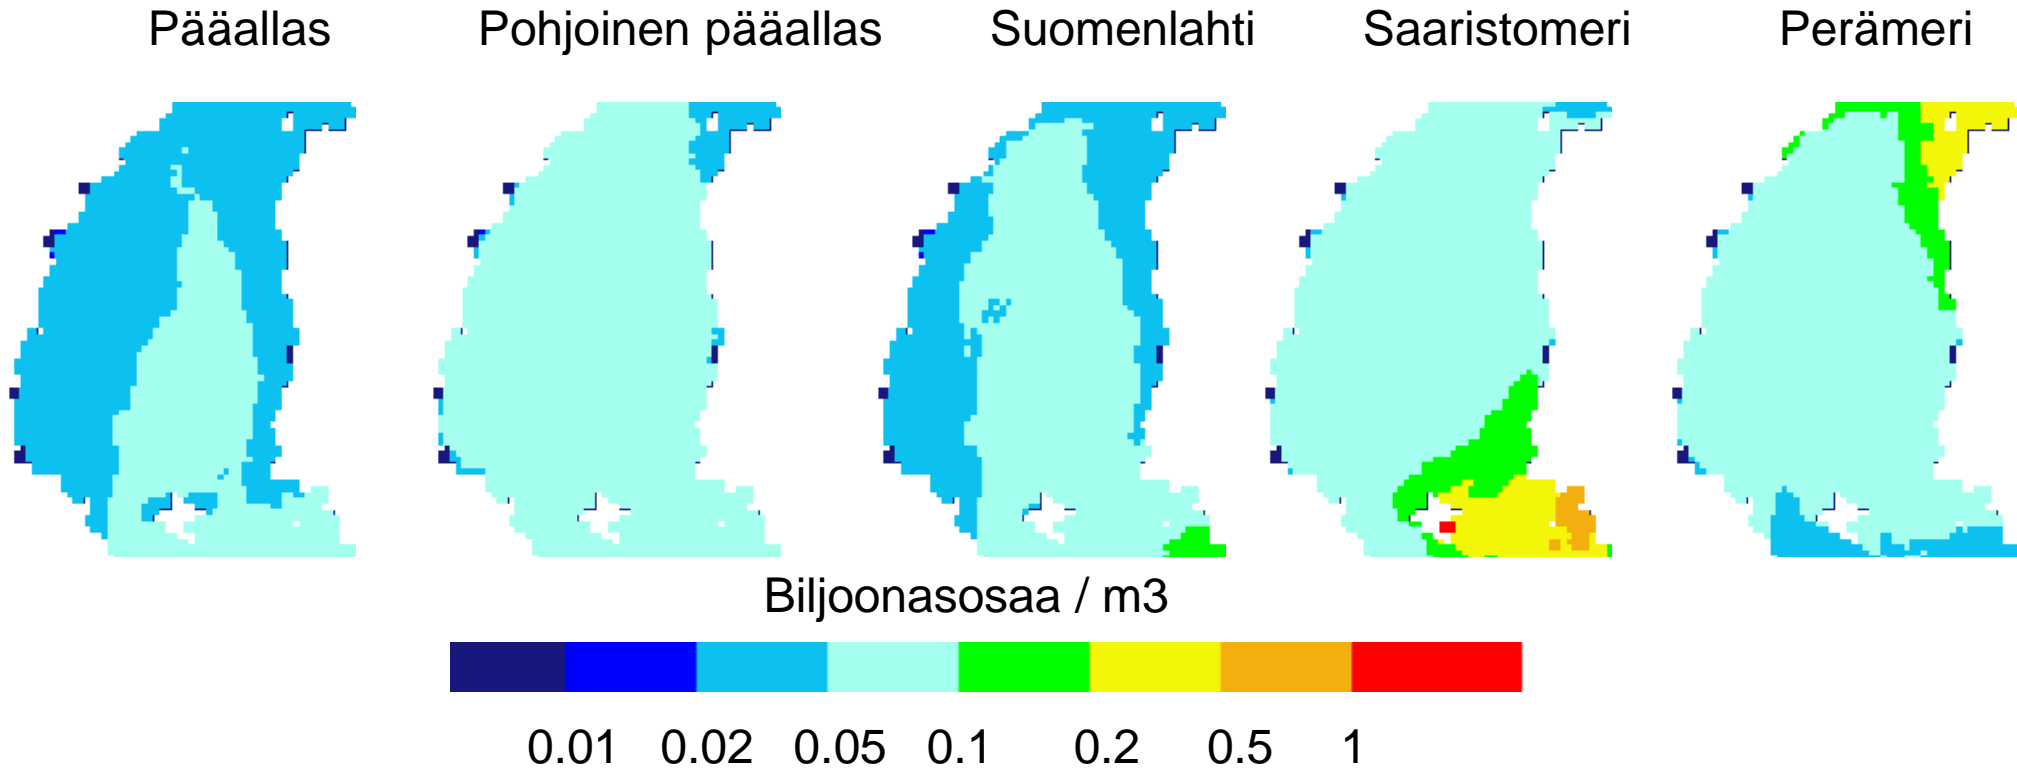 Pääallas Pohjoinen pääallas Suomenlahti Saaristomeri Perämeri
Biljoonasosaa / m3
0.01 0.02 0.05 0.1 0.2 0.5 1